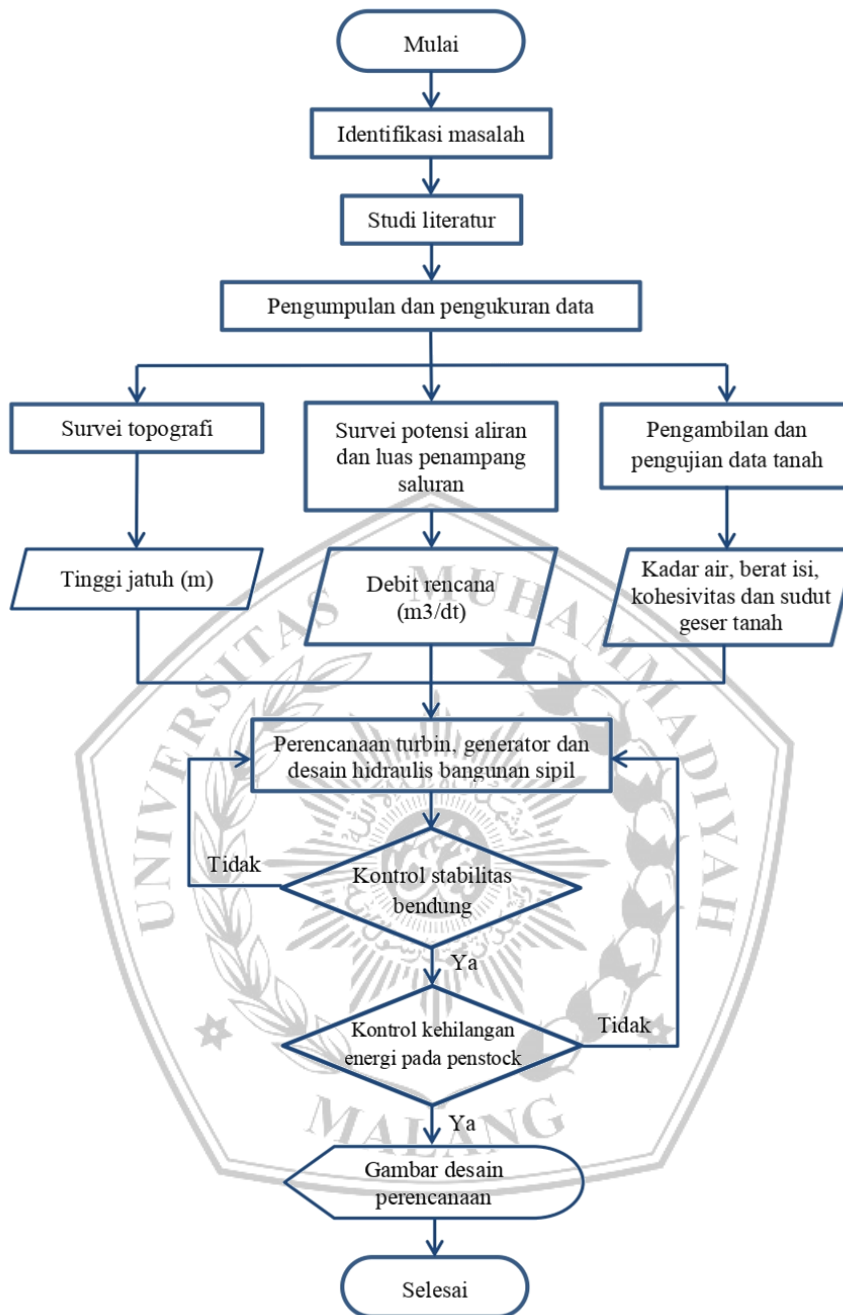 Mulai
Identifikasi masalah
Studi literatur
Pengumpulan dan pengukuran data
Survei topografi
Survei potensi aliran
dan luas penampang
saluran
Pengambilan dan
pengujian data tanah
Tinggi jatuh (m)
Debit rencana
(m3/dt)
Kadar air, berat isi,
kohesivitas dan sudut
geser tanah
Perencanaan turbin, generator dan
desain hidraulis bangunan sipil
Tidak
Kontrol stabilitas
bendung
Ya
Kontrol kehilangan
energi pada penstock
Tidak
Ya
Gambar desain
perencanaan
Selesai
UNIVERSITAS MUHAMMADIYAH
MALANG